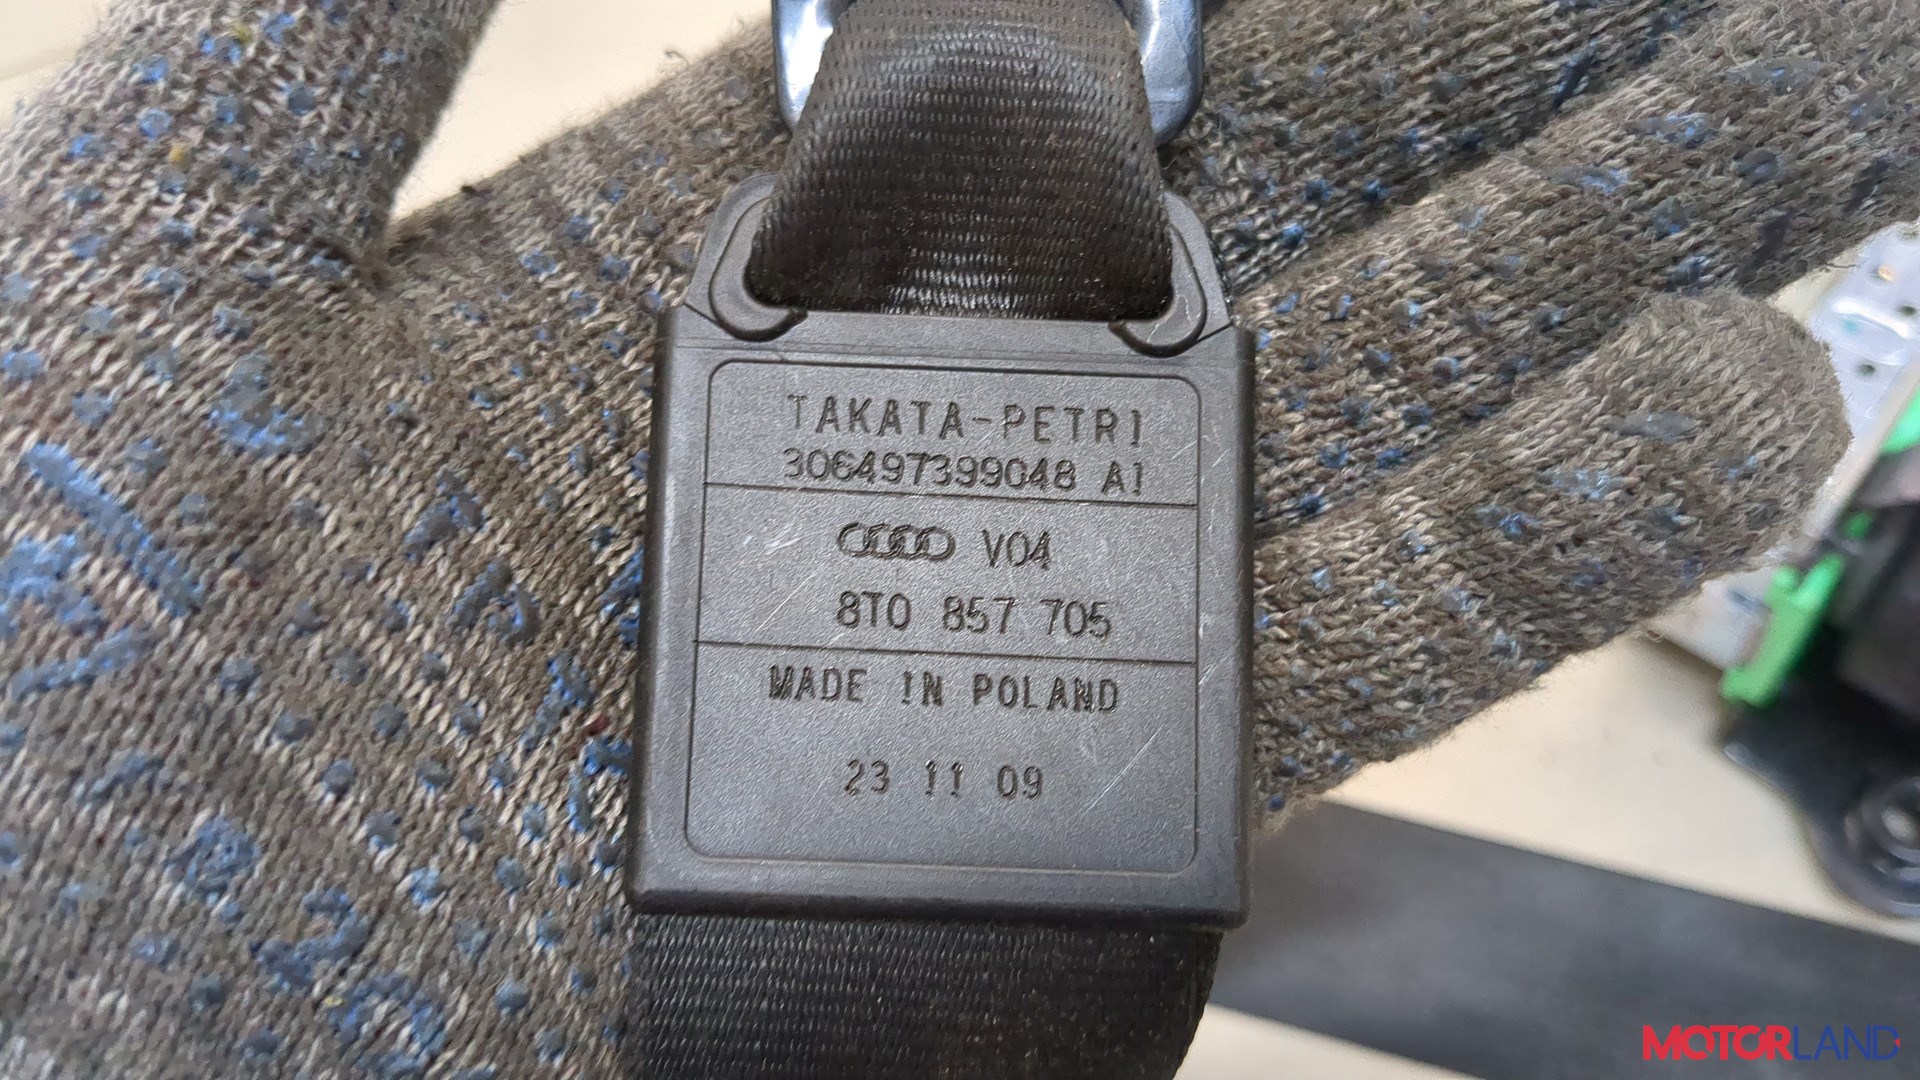 TAKATA-PETRI
306497399048 A1
V04
8T0 857 705
MADE IN POLAND
23 11 09
MOTORLAND